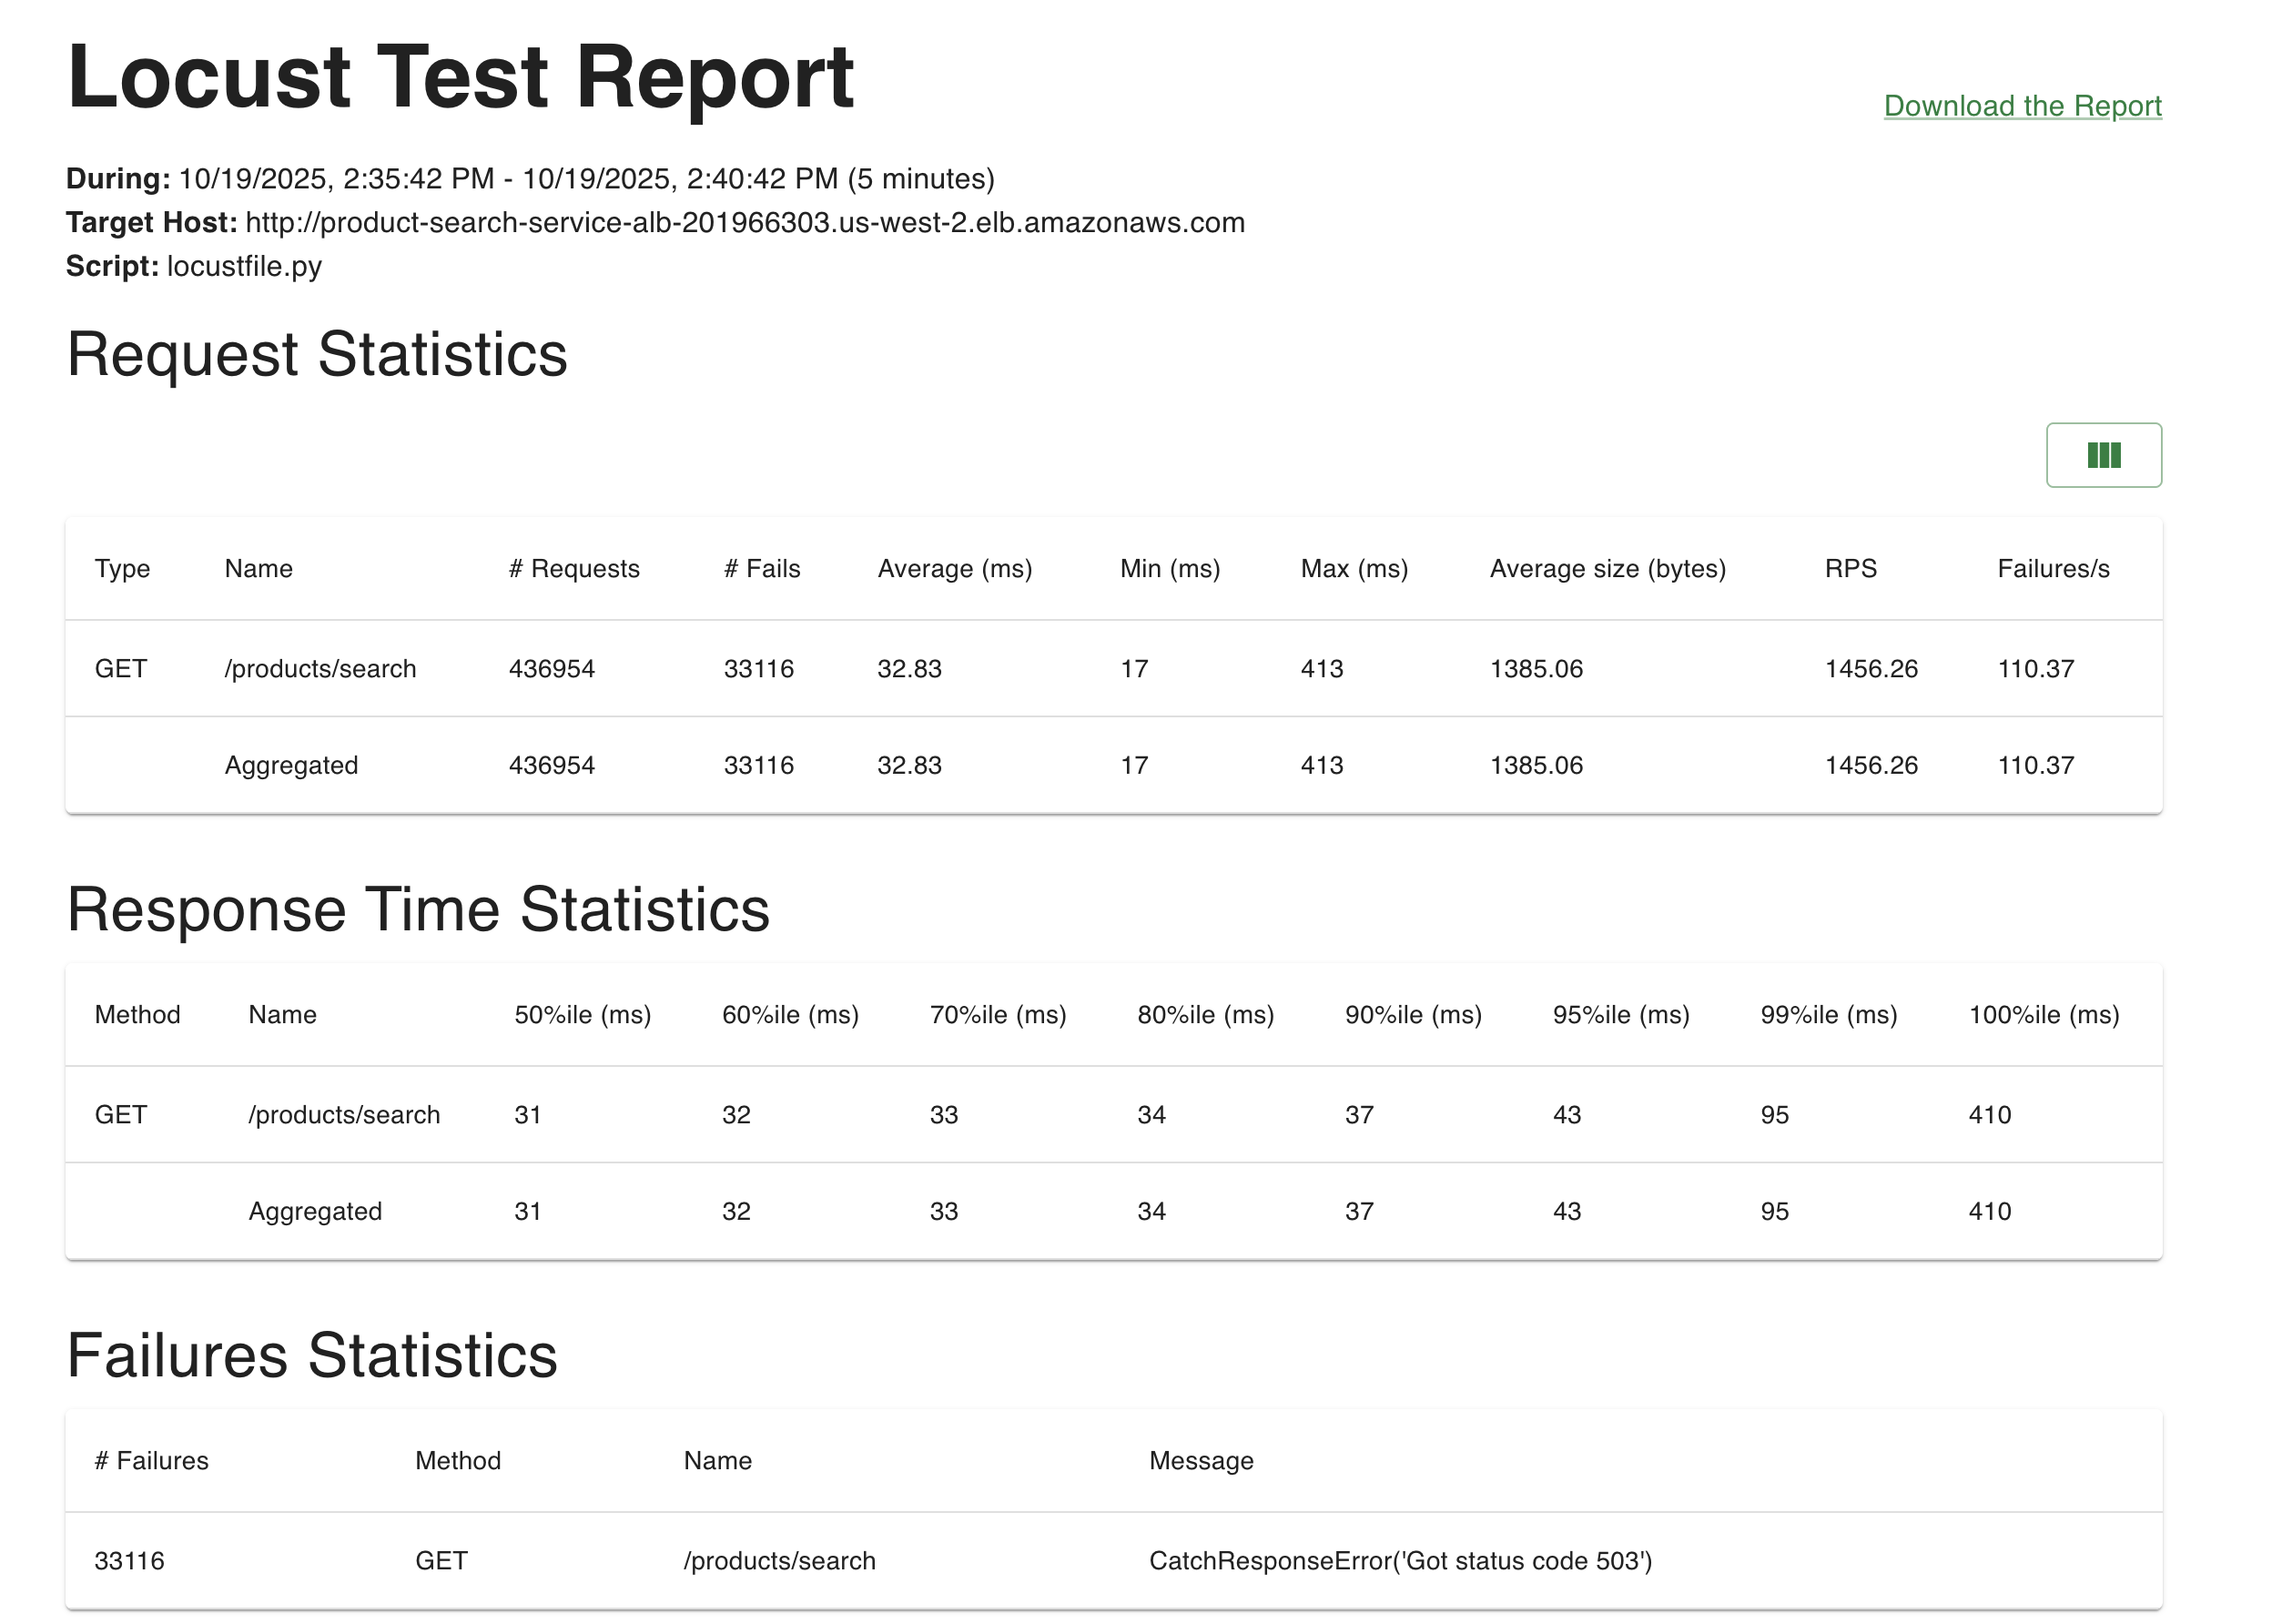 Locust Test Report
Download the Report
During: 10/19/2025, 2:35:42 PM - 10/19/2025, 2:40:42 PM (5 minutes)
Target Host: http://product-search-service-alb-201966303.us-west-2.elb.amazonaws.com
Script: locustfile.py
Request Statistics
Type Name # Requests # Fails Average (ms) Min (ms) Max (ms) Average size (bytes) RPS Failures/s
GET /products/search 436954 33116 32.83 17 413 1385.06 1456.26 110.37
Aggregated 436954 33116 32.83 17 413 1385.06 1456.26 110.37
Response Time Statistics
Method Name 50%ile (ms) 60%ile (ms) 70%ile (ms) 80%ile (ms) 90%ile (ms) 95%ile (ms) 99%ile (ms) 100%ile (ms)
GET /products/search 31 32 33 34 37 43 95 410
Aggregated 31 32 33 34 37 43 95 410
Failures Statistics
# Failures Method Name Message
33116 GET /products/search CatchResponseError('Got status code 503')